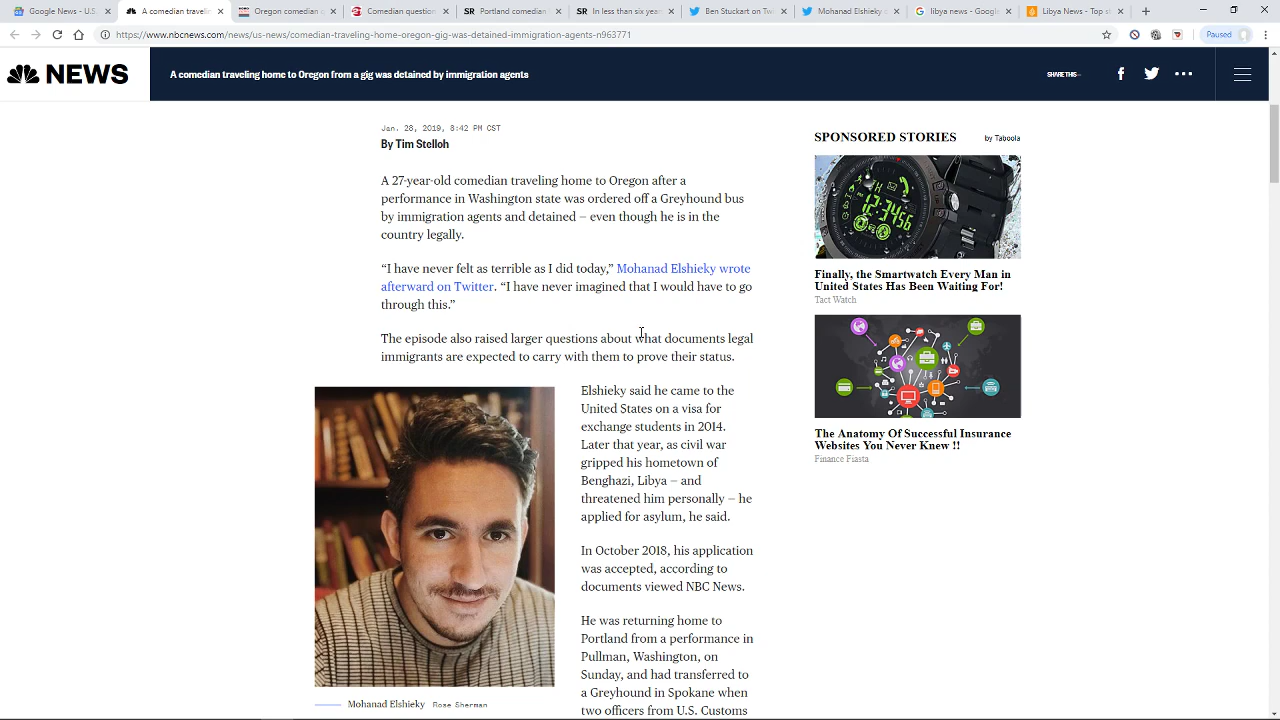 Google News - U.S.
A comedian traveli
Oregon comedian
Comedian question
SR Portland comedian
SR In less than six yea
Ben Stuckart on Tw
Mohanad Elshieky
libya news - Google
Libya News - Top st
https://www.nbcnews.com/news/us-news/comedian-traveling-home-oregon-gig-was-detained-immigration-agents-n963771
Paused
NEWS
A comedian traveling home to Oregon from a gig was detained by immigration agents
SHARE THIS—
Jan. 28, 2019, 8:42 PM CST
By Tim Stelloh
A 27-year-old comedian traveling home to Oregon after a
performance in Washington state was ordered off a Greyhound bus
by immigration agents and detained — even though he is in the
country legally.
“I have never felt as terrible as I did today,” Mohanad Elshieky wrote
afterward on Twitter. “I have never imagined that I would have to go
through this.”
The episode also raised larger questions about what documents legal
immigrants are expected to carry with them to prove their status.
Elshieky said he came to the
United States on a visa for
exchange students in 2014.
Later that year, as civil war
gripped his hometown of
Benghazi, Libya — and
threatened him personally — he
applied for asylum, he said.
In October 2018, his application
was accepted, according to
documents viewed NBC News.
He was returning home to
Portland from a performance in
Pullman, Washington, on
Sunday, and had transferred to
a Greyhound in Spokane when
two officers from U.S. Customs
Mohanad Elshieky Rose Sherman
SPONSORED STORIES
by Taboola
12:34:56
Finally, the Smartwatch Every Man in
United States Has Been Waiting For!
Tact Watch
The Anatomy Of Successful Insurance
Websites You Never Knew !!
Finance Fiasta